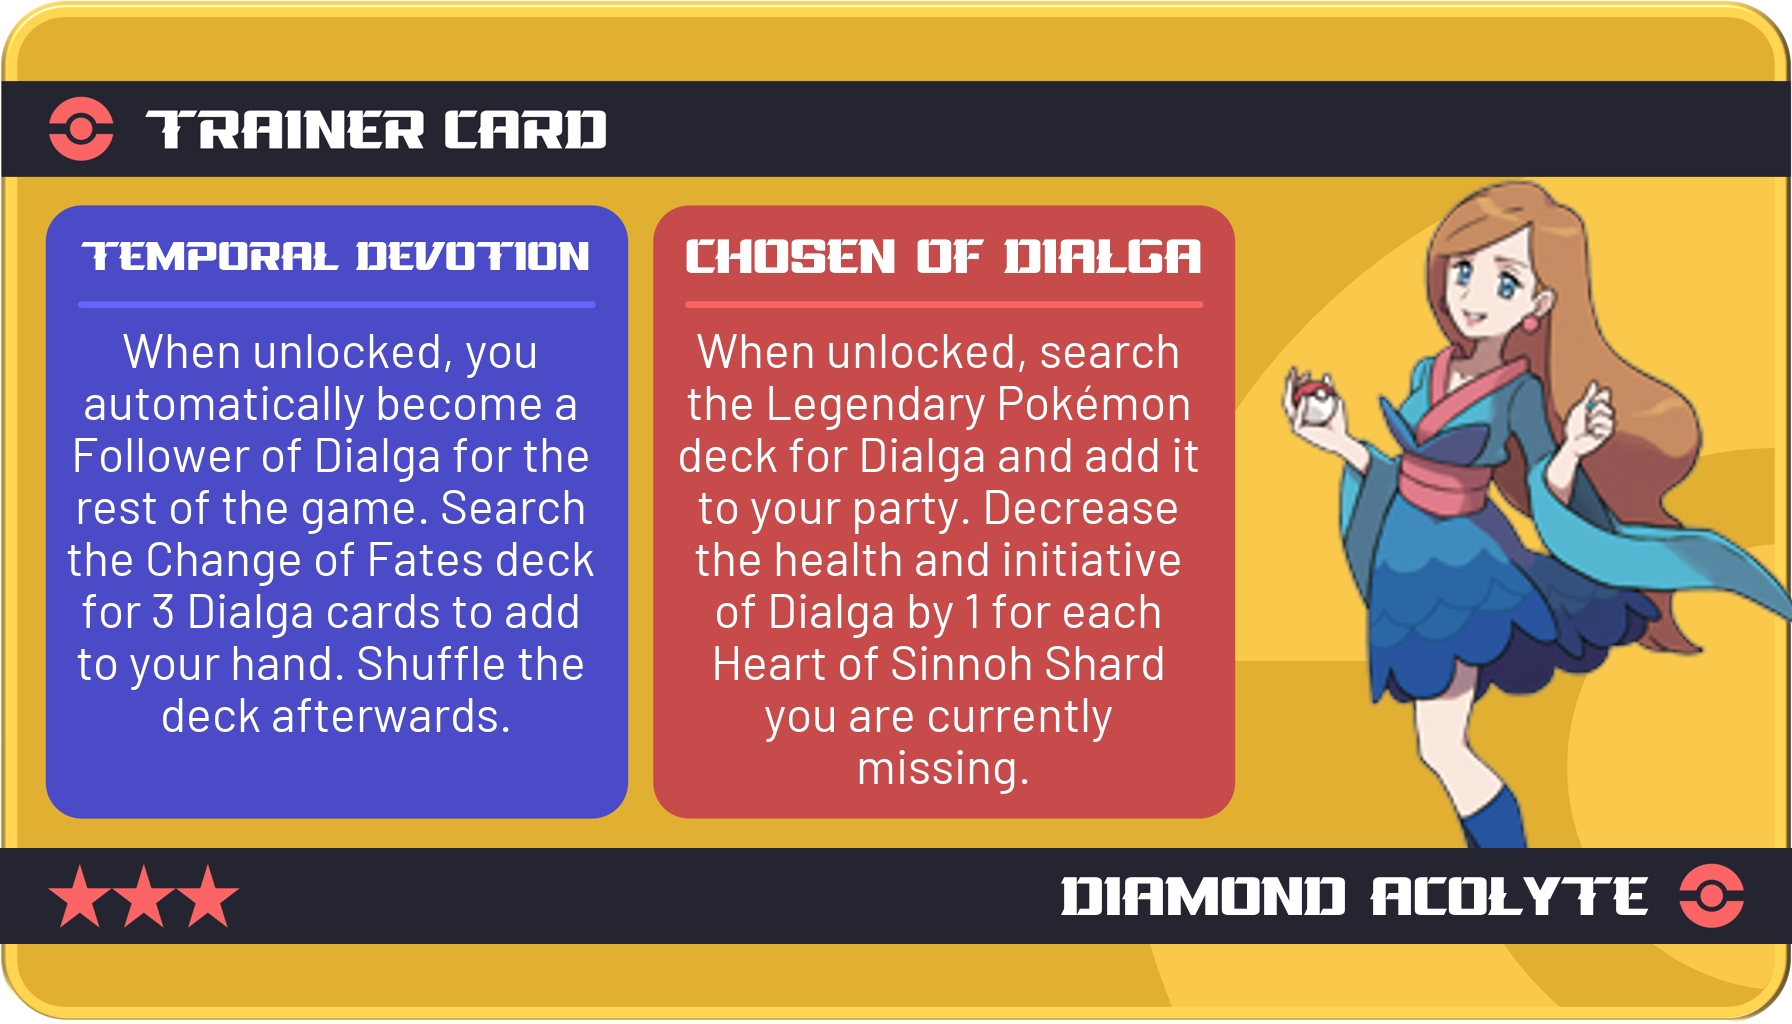 TRAINER CARD
TEMPORAL DEVOTION
When unlocked, you
automatically become a
Follower of Dialga for the
rest of the game. Search
the Change of Fates deck
for 3 Dialga cards to add
to your hand. Shuffle the
deck afterwards.
CHOSEN OF DIALGA
When unlocked, search
the Legendary Pokémon
deck for Dialga and add it
to your party. Decrease
the health and initiative
of Dialga by 1 for each
Heart of Sinnoh Shard
you are currently
missing.
DIAMOND ACOLYTE